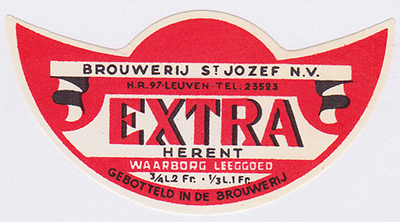 BROUWERIJ ST JOZEF N.V.
H.R. 97·LEUVEN·TEL: 23523
EXTRA
HERENT
WAARBORG LEEGGOED
3/4 L 2 Fr. · 1/3 L. 1 Fr.
GEBOTTELD IN DE BROUWERIJ